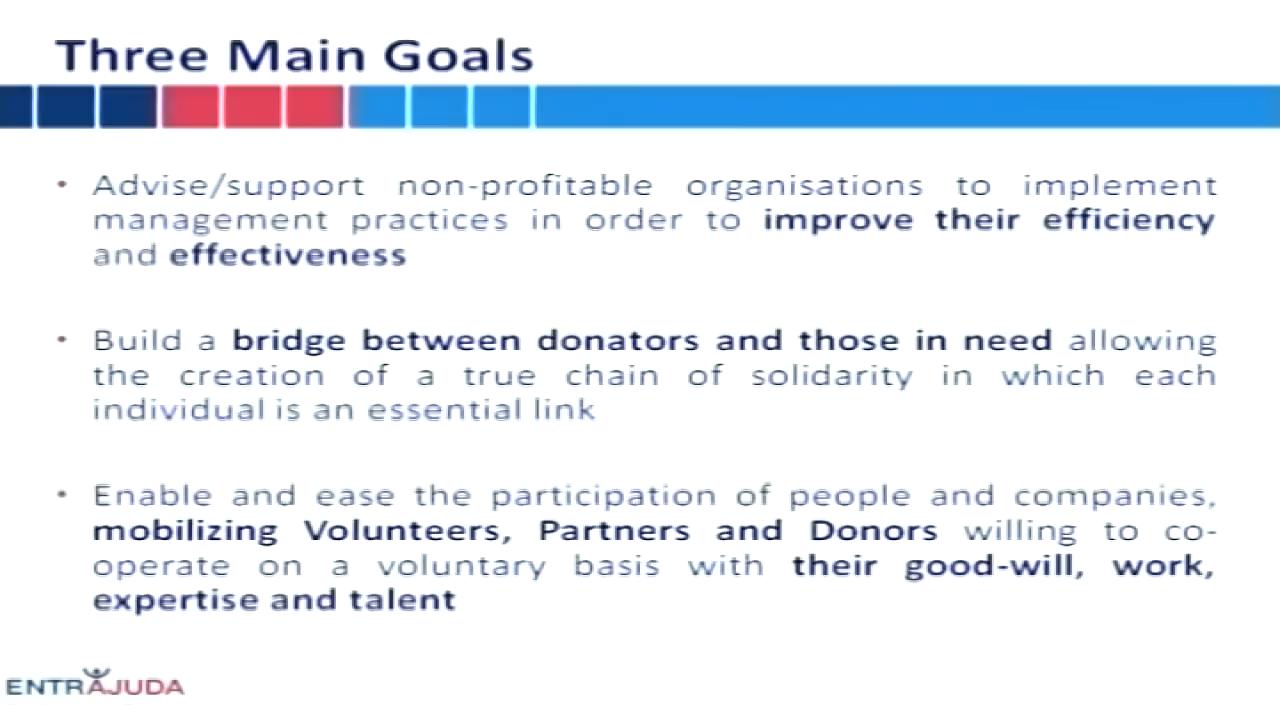 Three Main Goals
• Advise/support non-profitable organisations to implement
management practices in order to improve their efficiency
and effectiveness
• Build a bridge between donators and those in need allowing
the creation of a true chain of solidarity in which each
individual is an essential link
• Enable and ease the participation of people and companies,
mobilizing Volunteers, Partners and Donors willing to co-
operate on a voluntary basis with their good-will, work,
expertise and talent
ENTRAJUDA